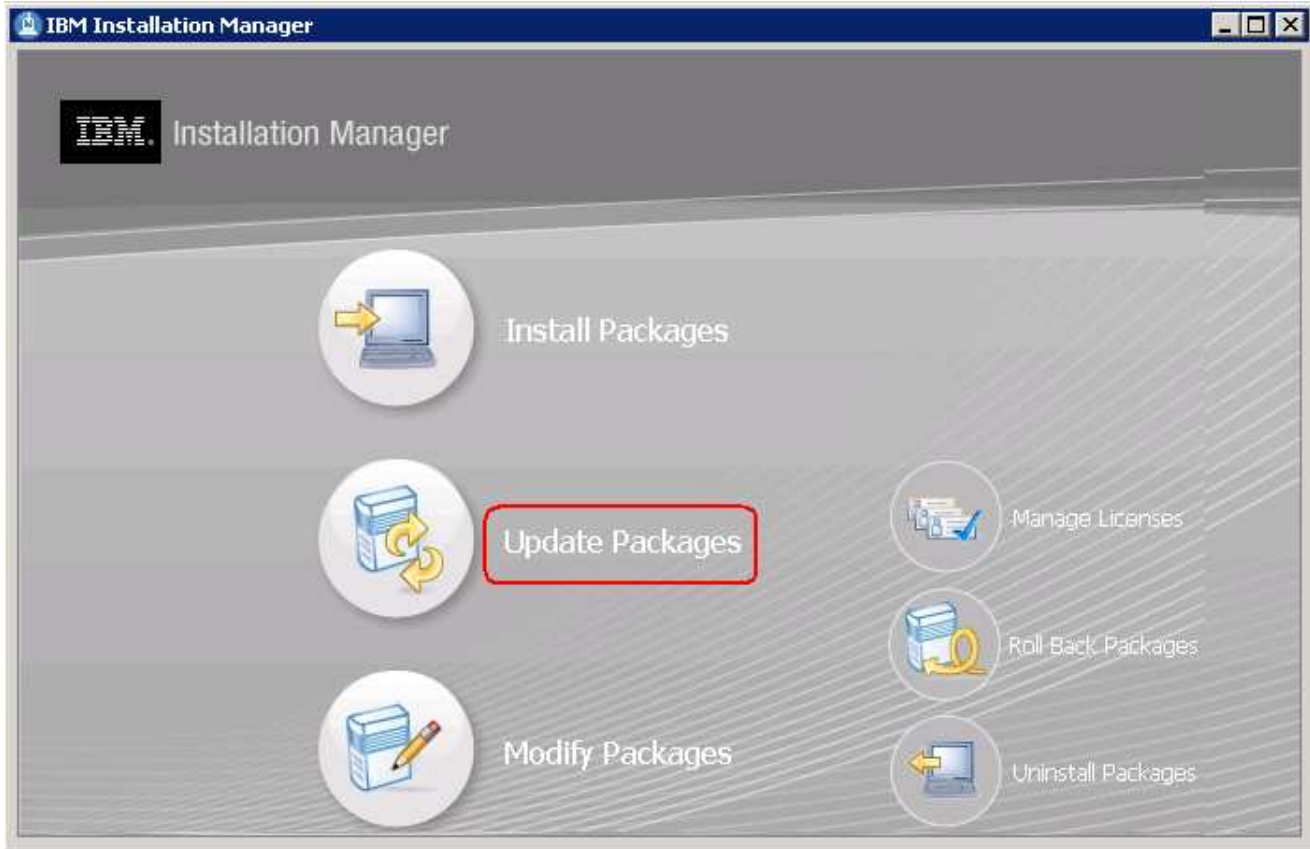 IBM Installation Manager
IBM. Installation Manager
Install Packages
Update Packages
Modify Packages
Manage Licenses
Roll Back Packages
Uninstall Packages